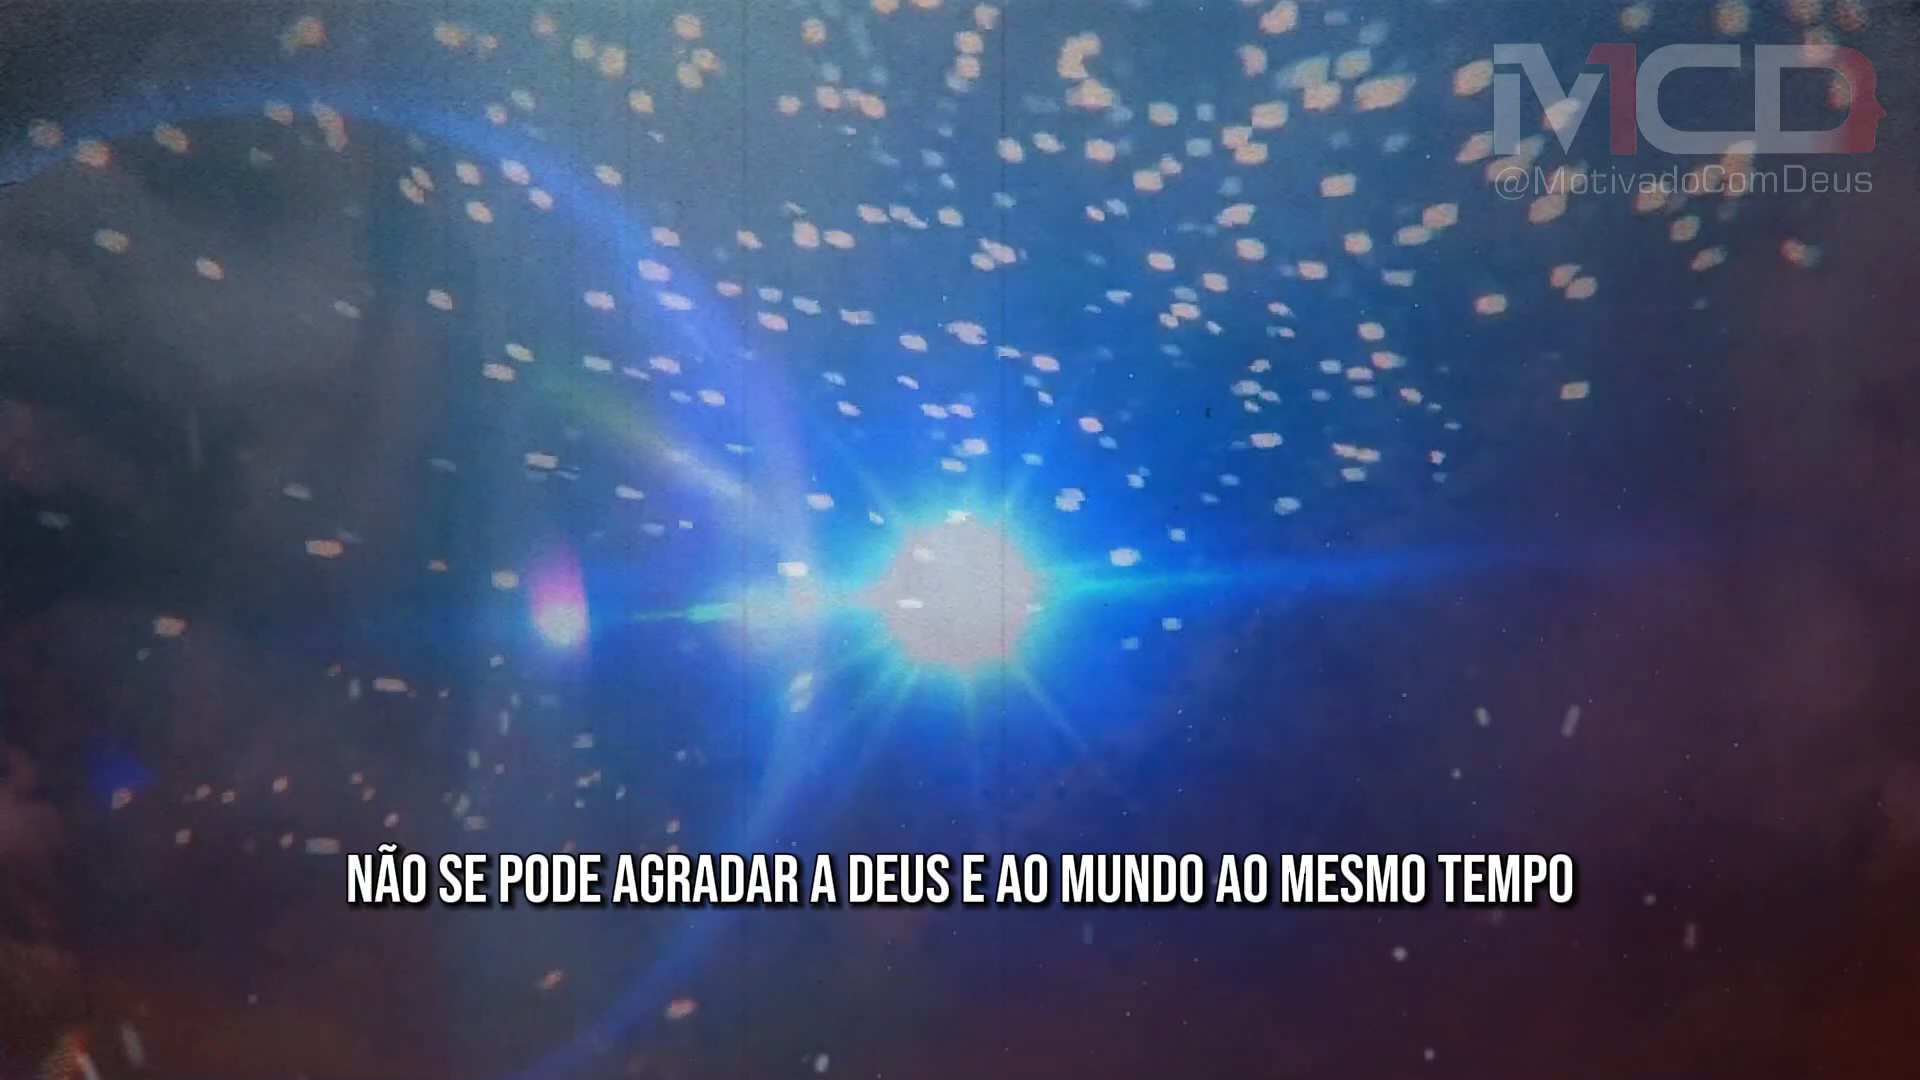 MCD
@MotivadoComDeus
NÃO SE PODE AGRADAR A DEUS E AO MUNDO AO MESMO TEMPO